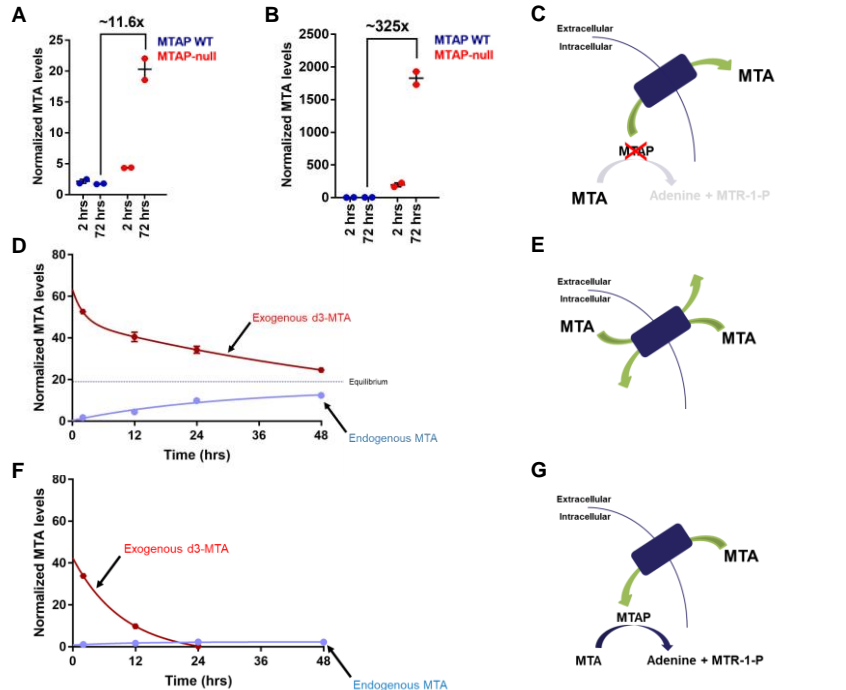 A
~11.6x
MTAP WT
MTAP-null
Normalized MTA levels
25
20
15
10
5
0
2 hrs
72 hrs
2 hrs
72 hrs
B
~325x
MTAP WT
MTAP-null
Normalized MTA levels
2500
2000
1500
1000
500
0
2 hrs
72 hrs
2 hrs
72 hrs
C
Extracellular
Intracellular
MTA
MTAP
MTA
Adenine + MTR-1-P
D
Normalized MTA levels
80
60
40
20
0
Exogenous d3-MTA
Equilibrium
0 12 24 36 48
Time (hrs)
Endogenous MTA
E
Extracellular
Intracellular
MTA
MTA
F
Normalized MTA levels
80
60
40
20
0
Exogenous d3-MTA
0 12 24 36 48
Time (hrs)
Endogenous MTA
G
Extracellular
Intracellular
MTA
MTAP
MTA
Adenine + MTR-1-P